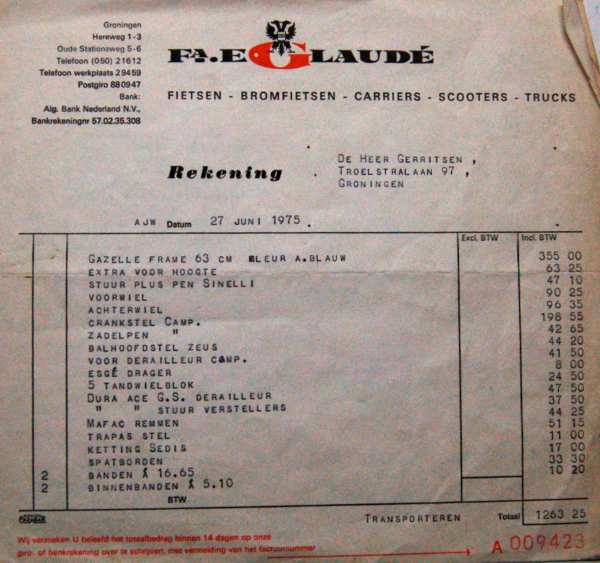 Groningen
Hereweg 1-3
Oude Stationsweg 5-6
Telefoon (050) 21612
Telefoon werkplaats 29459
Postgiro 880947
Bank:
Alg. Bank Nederland N.V.,
Bankrekeningnr 57.02.35.308
FA. E GLAUDÉ
FIETSEN - BROMFIETSEN - CARRIERS - SCOOTERS - TRUCKS
Rekening
DE HEER GERRITSEN ,
TROELSTRALAAN 97 ,
GRONINGEN
AJW Datum 27 JUNI 1975.
Excl. BTW Incl. BTW
GAZELLE FRAME 63 CM KLEUR A.BLAUW 355 00
EXTRA VOOR HOOGTE 63 25
STUUR PLUS PEN SINELLI 47 10
VOORWIEL 90 25
ACHTERWIEL 96 35
CRANKSTEL CAMP. 198 55
ZADELPEN " 42 65
BALHOOFDSTEL ZEUS 44 20
VOOR DERAILLEUR CAMP. 41 50
ESGÉ DRAGER 8 00
5 TANDWIELBLOK 24 50
DURA ACE G.S. DERAILLEUR 47 50
" " STUUR VERSTELLERS 37 50
MAFAC REMMEN 44 25
TRAPAS STEL 51 15
KETTING SEDIS 11 00
SPATBORDEN 17 00
2 BANDEN Á 16.65 33 30
2 BINNENBANDEN Á 5.10 10 20
BTW
TRANSPORTEREN Totaal 1263 25
Wij verzoeken U beleefd het totaalbedrag binnen 14 dagen op onze
giro- of bankrekening over te schrijven, met vermelding van het factuurnummer
A 009423